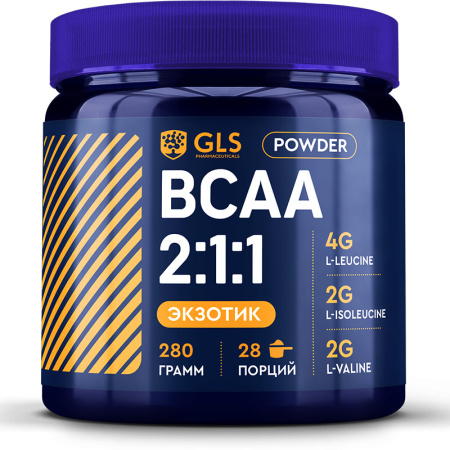 GLS
PHARMACEUTICALS
POWDER
BCAA
2:1:1
ЭКЗОТИК
280
ГРАММ
28
ПОРЦИЙ
4G
L-LEUCINE
2G
L-ISOLEUCINE
2G
L-VALINE